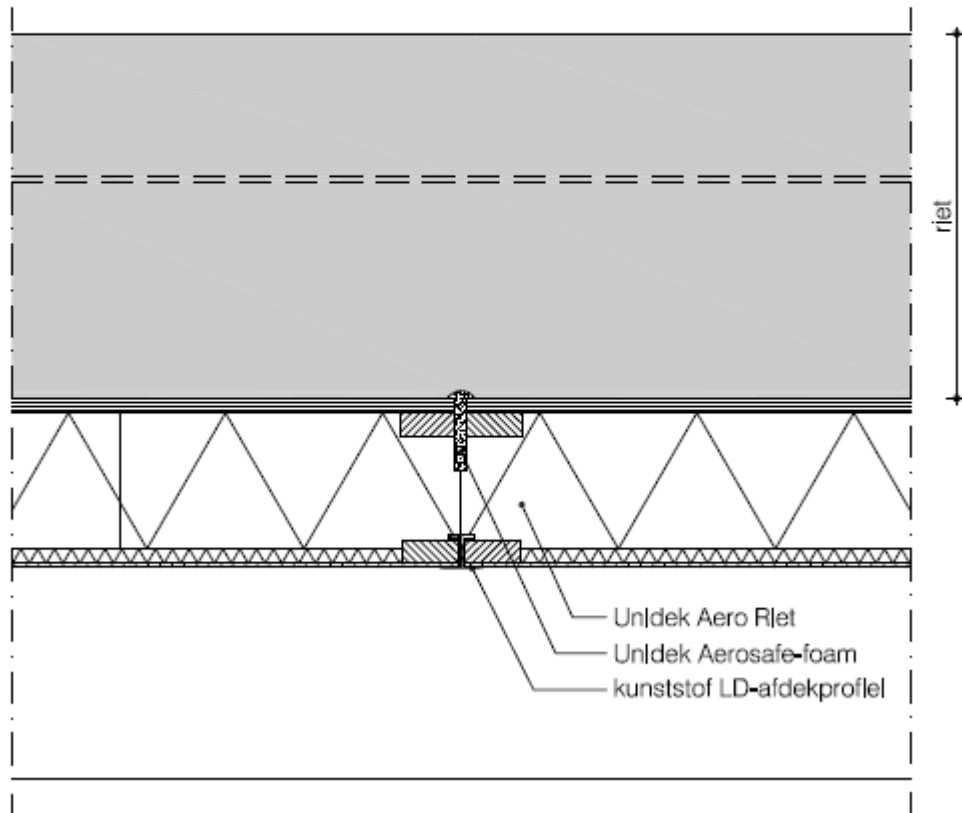 riet
Unidek Aero Riet
Unidek Aerosafe-foam
kunststof LD-afdekprofiel